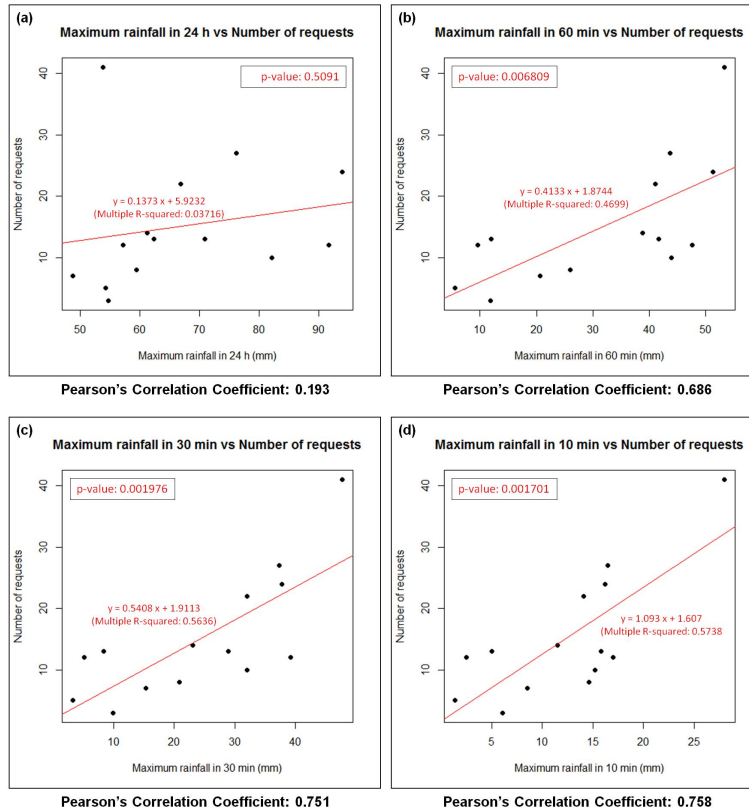 (a)
Maximum rainfall in 24 h vs Number of requests
p-value: 0.5091
y = 0.1373 x + 5.9232
(Multiple R-squared: 0.03716)
Number of requests
10
20
30
40
50
60
70
80
90
Maximum rainfall in 24 h (mm)
Pearson's Correlation Coefficient: 0.193
(b)
Maximum rainfall in 60 min vs Number of requests
p-value: 0.006809
y = 0.4133 x + 1.8744
(Multiple R-squared: 0.4699)
Number of requests
10
20
30
40
10
20
30
40
50
Maximum rainfall in 60 min (mm)
Pearson's Correlation Coefficient: 0.686
(c)
Maximum rainfall in 30 min vs Number of requests
p-value: 0.001976
y = 0.5408 x + 1.9113
(Multiple R-squared: 0.5636)
Number of requests
10
20
30
40
10
20
30
40
Maximum rainfall in 30 min (mm)
Pearson's Correlation Coefficient: 0.751
(d)
Maximum rainfall in 10 min vs Number of requests
p-value: 0.001701
y = 1.093 x + 1.607
(Multiple R-squared: 0.5738
Number of requests
10
20
30
40
5
10
15
20
25
Maximum rainfall in 10 min (mm)
Pearson's Correlation Coefficient: 0.758